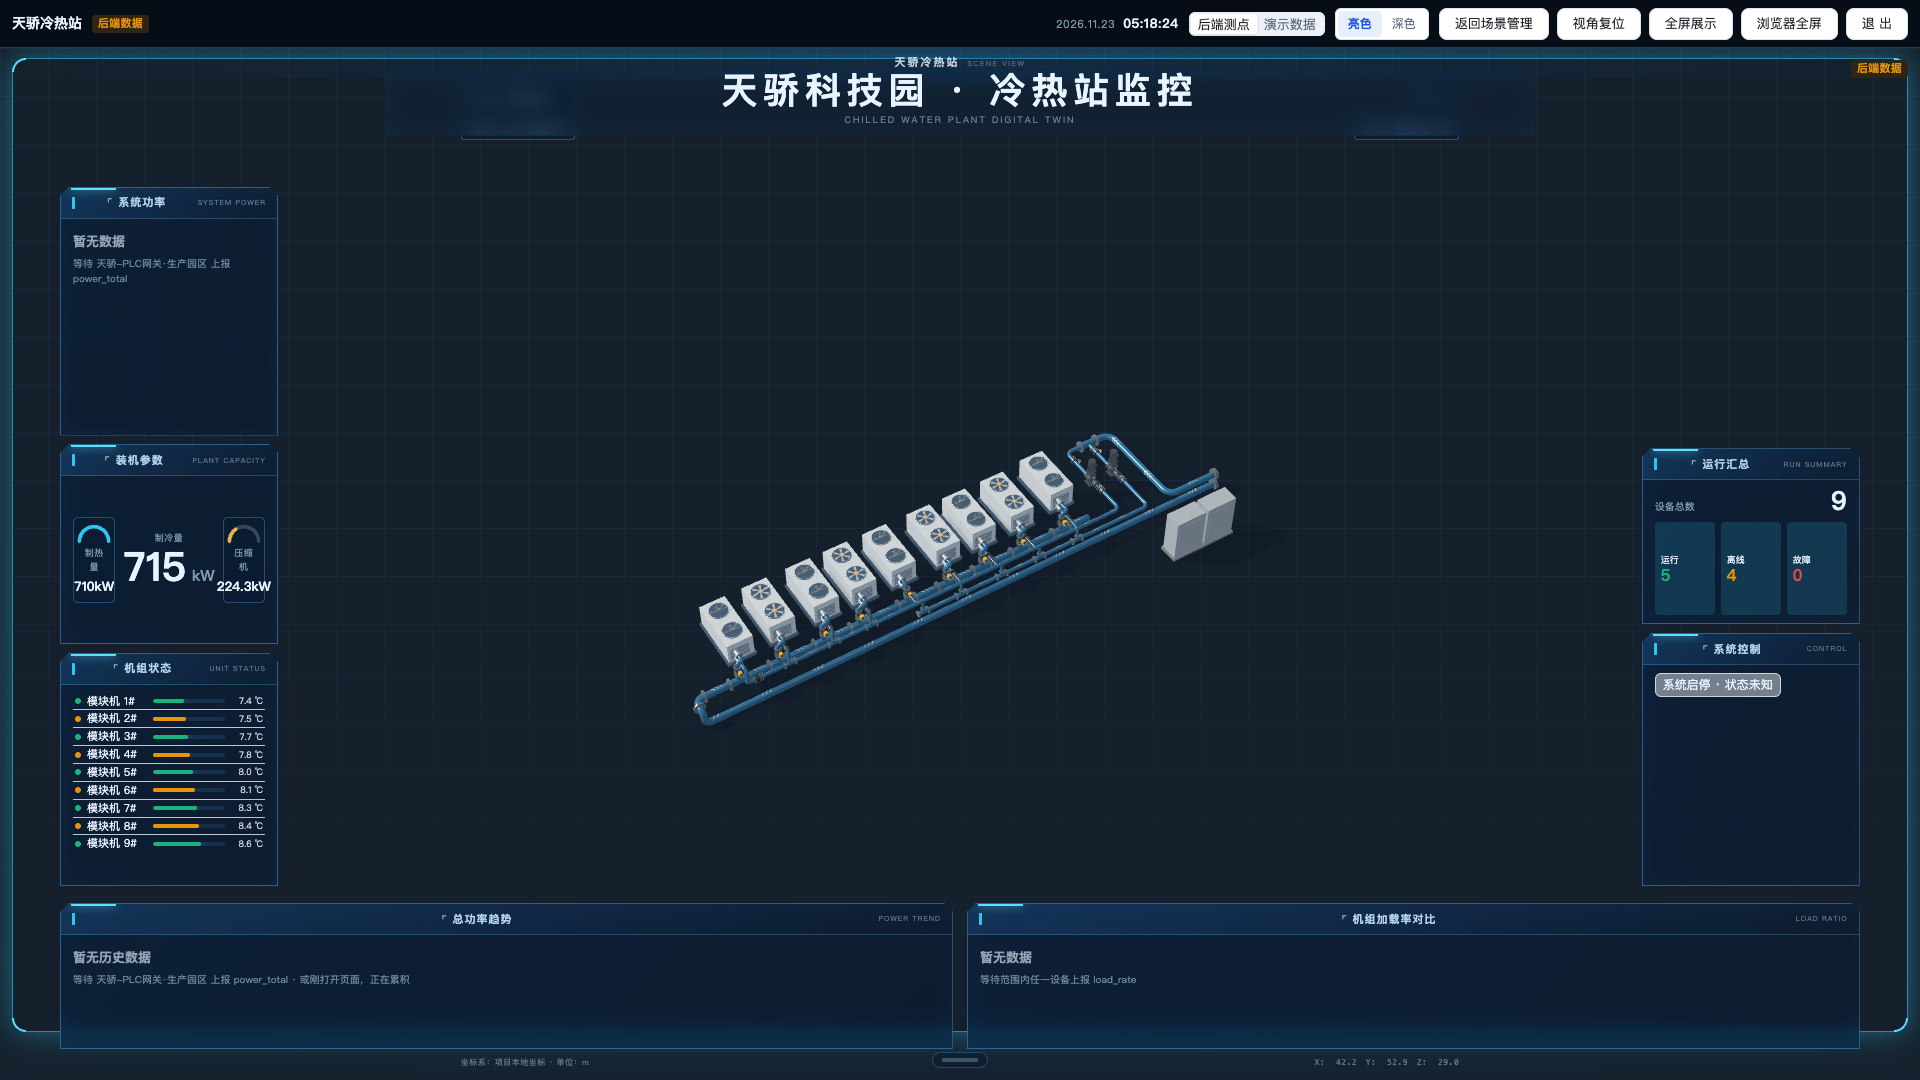 天骄冷热站 后端数据
2026.11.23 05:18:24 后端测点 演示数据 亮色 深色 返回场景管理 视角复位 全屏展示 浏览器全屏 退 出
天骄冷热站 SCENE VIEW
后端数据
天骄科技园 · 冷热站监控
CHILLED WATER PLANT DIGITAL TWIN
「 系统功率 SYSTEM POWER
暂无数据
等待 天骄-PLC网关·生产园区 上报
power_total
「 装机参数 PLANT CAPACITY
制热
量
710kW
制冷量
715 kW
压缩
机
224.3kW
「 机组状态 UNIT STATUS
模块机 1# 7.4 ℃
模块机 2# 7.5 ℃
模块机 3# 7.7 ℃
模块机 4# 7.8 ℃
模块机 5# 8.0 ℃
模块机 6# 8.1 ℃
模块机 7# 8.3 ℃
模块机 8# 8.4 ℃
模块机 9# 8.6 ℃
「 运行汇总 RUN SUMMARY
设备总数 9
运行 离线 故障
5 4 0
「 系统控制 CONTROL
系统启停 · 状态未知
「 总功率趋势 POWER TREND
暂无历史数据
等待 天骄-PLC网关·生产园区 上报 power_total · 或刚打开页面，正在累积
「 机组加载率对比 LOAD RATIO
暂无数据
等待范围内任一设备上报 load_rate
坐标系: 项目本地坐标 · 单位: m
X: 42.2 Y: 52.9 Z: 29.0